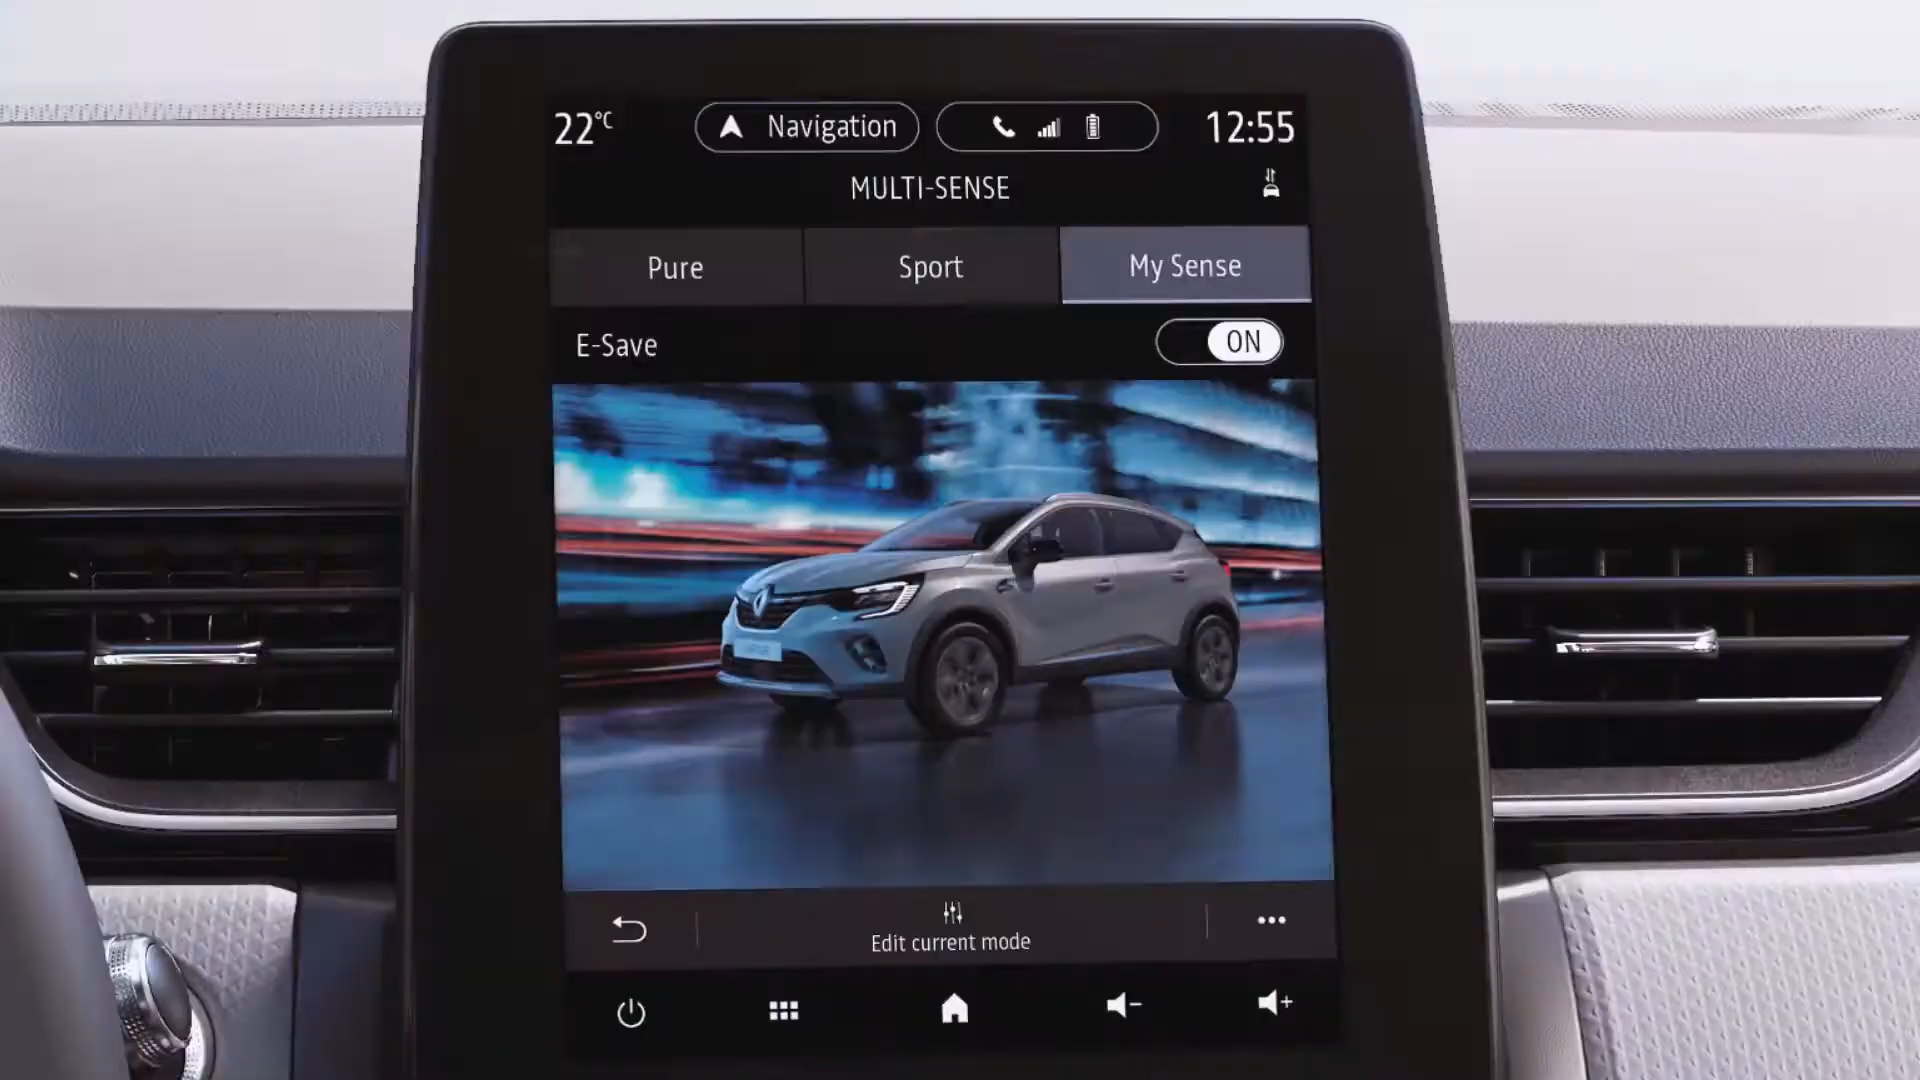 22°C
Navigation
12:55
MULTI-SENSE
Pure
Sport
My Sense
E-Save
ON
Edit current mode